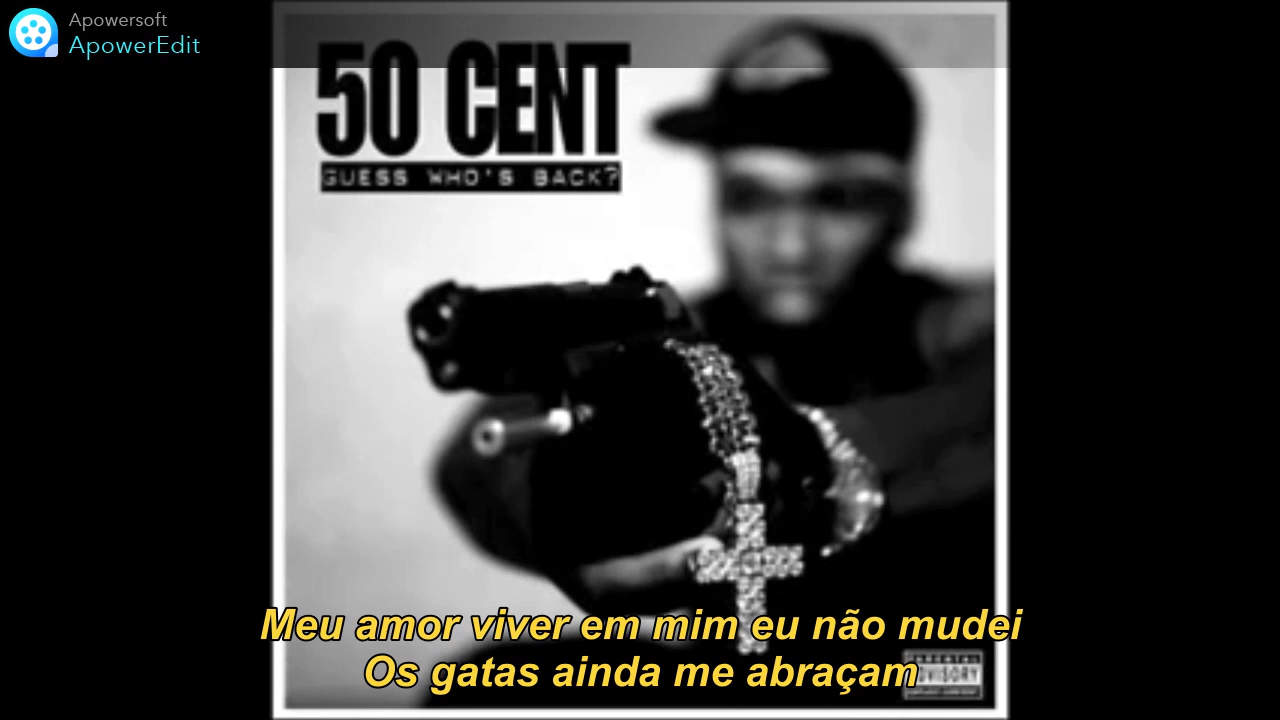 Apowersoft
ApowerEdit
50 CENT
GUESS WHO'S BACK?
Meu amor viver em mim eu não mudei
Os gatas ainda me abraçam